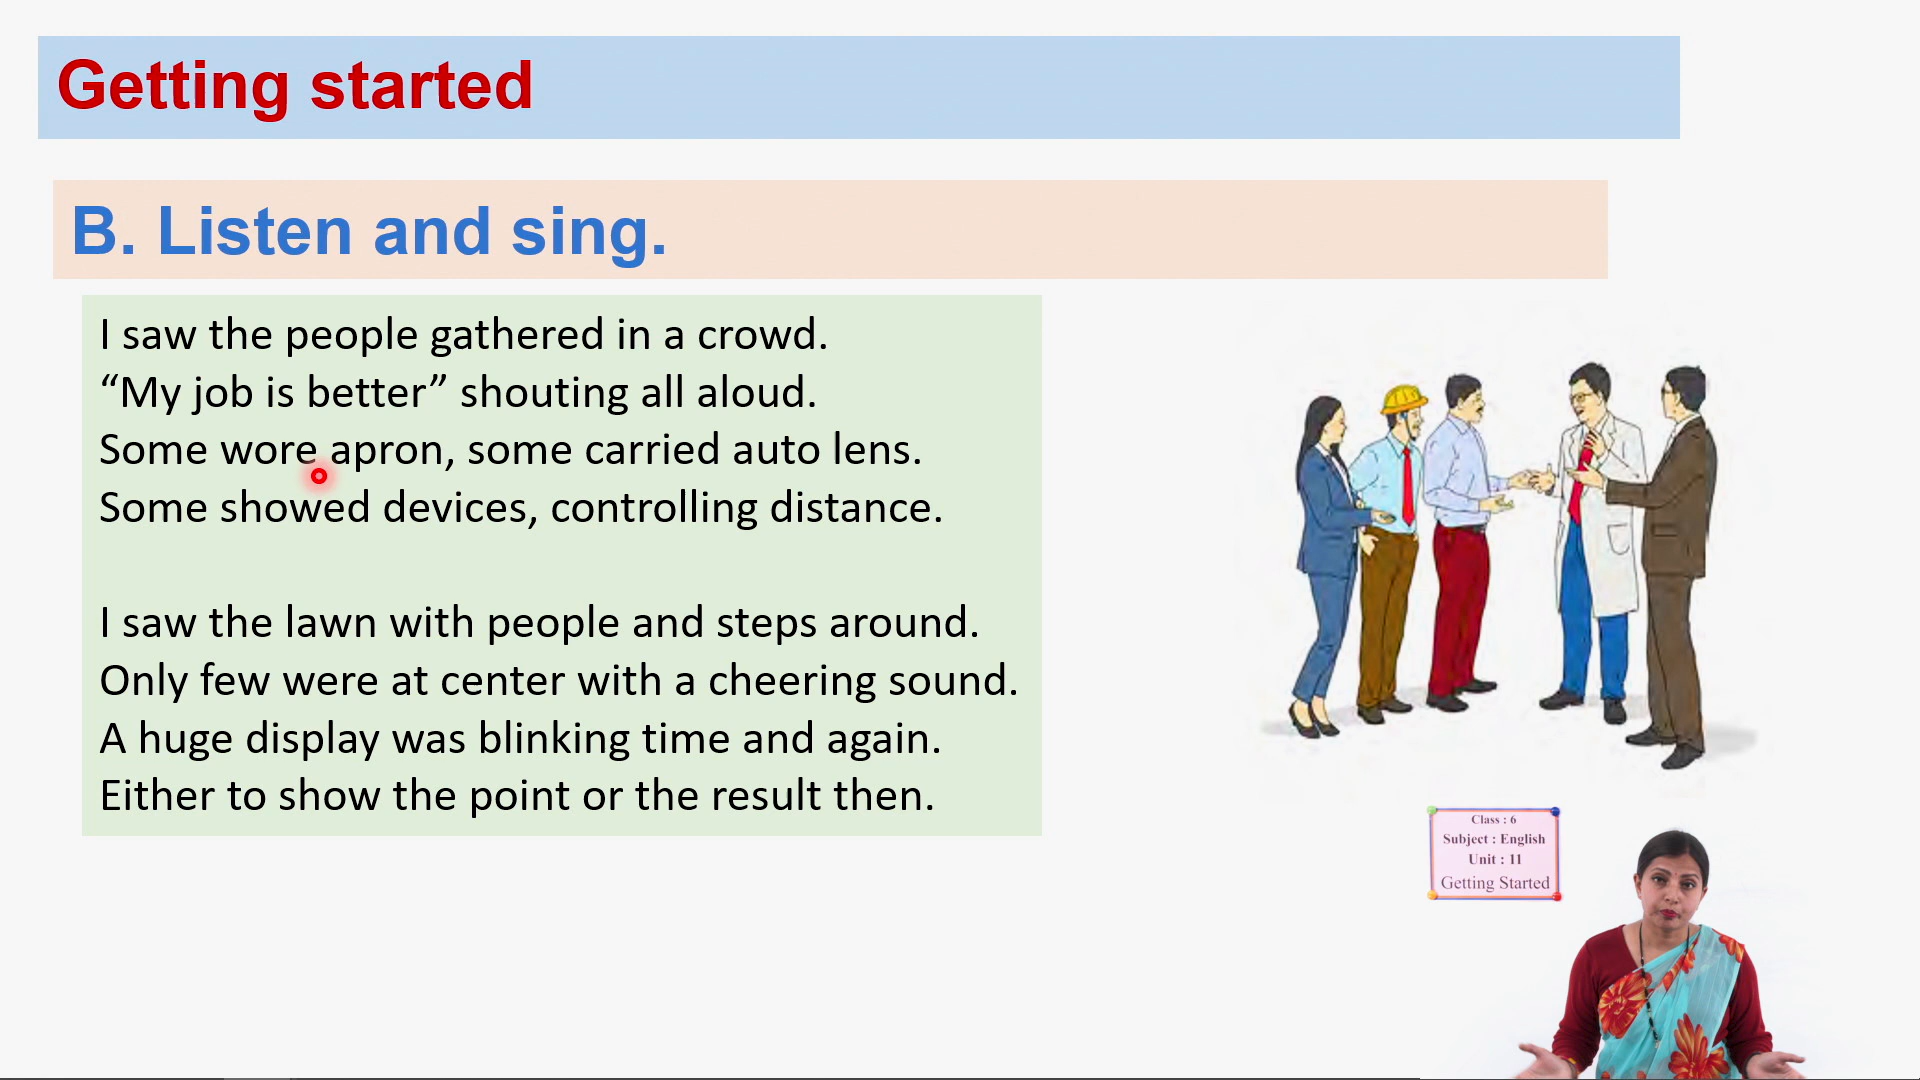 Getting started
B. Listen and sing.
I saw the people gathered in a crowd.
“My job is better” shouting all aloud.
Some wore apron, some carried auto lens.
Some showed devices, controlling distance.
I saw the lawn with people and steps around.
Only few were at center with a cheering sound.
A huge display was blinking time and again.
Either to show the point or the result then.
Class : 6
Subject : English
Unit : 11
Getting Started